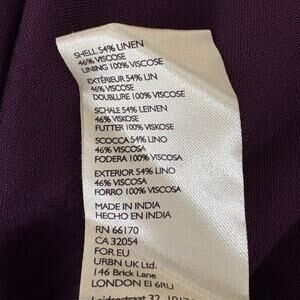 SHELL 54% LINEN
46% VISCOSE
LINING 100% VISCOSE
EXTÉRIEUR 54% LIN
46% VISCOSE
DOUBLURE 100% VISCOSE
SCHALE 54% LEINEN
46% VISKOSE
FUTTER 100% VISKOSE
SCOCCA 54% LINO
46% VISCOSA
FODERA 100% VISCOSA
EXTERIOR 54% LINO
46% VISCOSA
FORRO 100% VISCOSA
MADE IN INDIA
HECHO EN INDIA
RN 66170
CA 32054
FOR EU
URBN UK Ltd.
146 Brick Lane
LONDON E1 6RU
32,